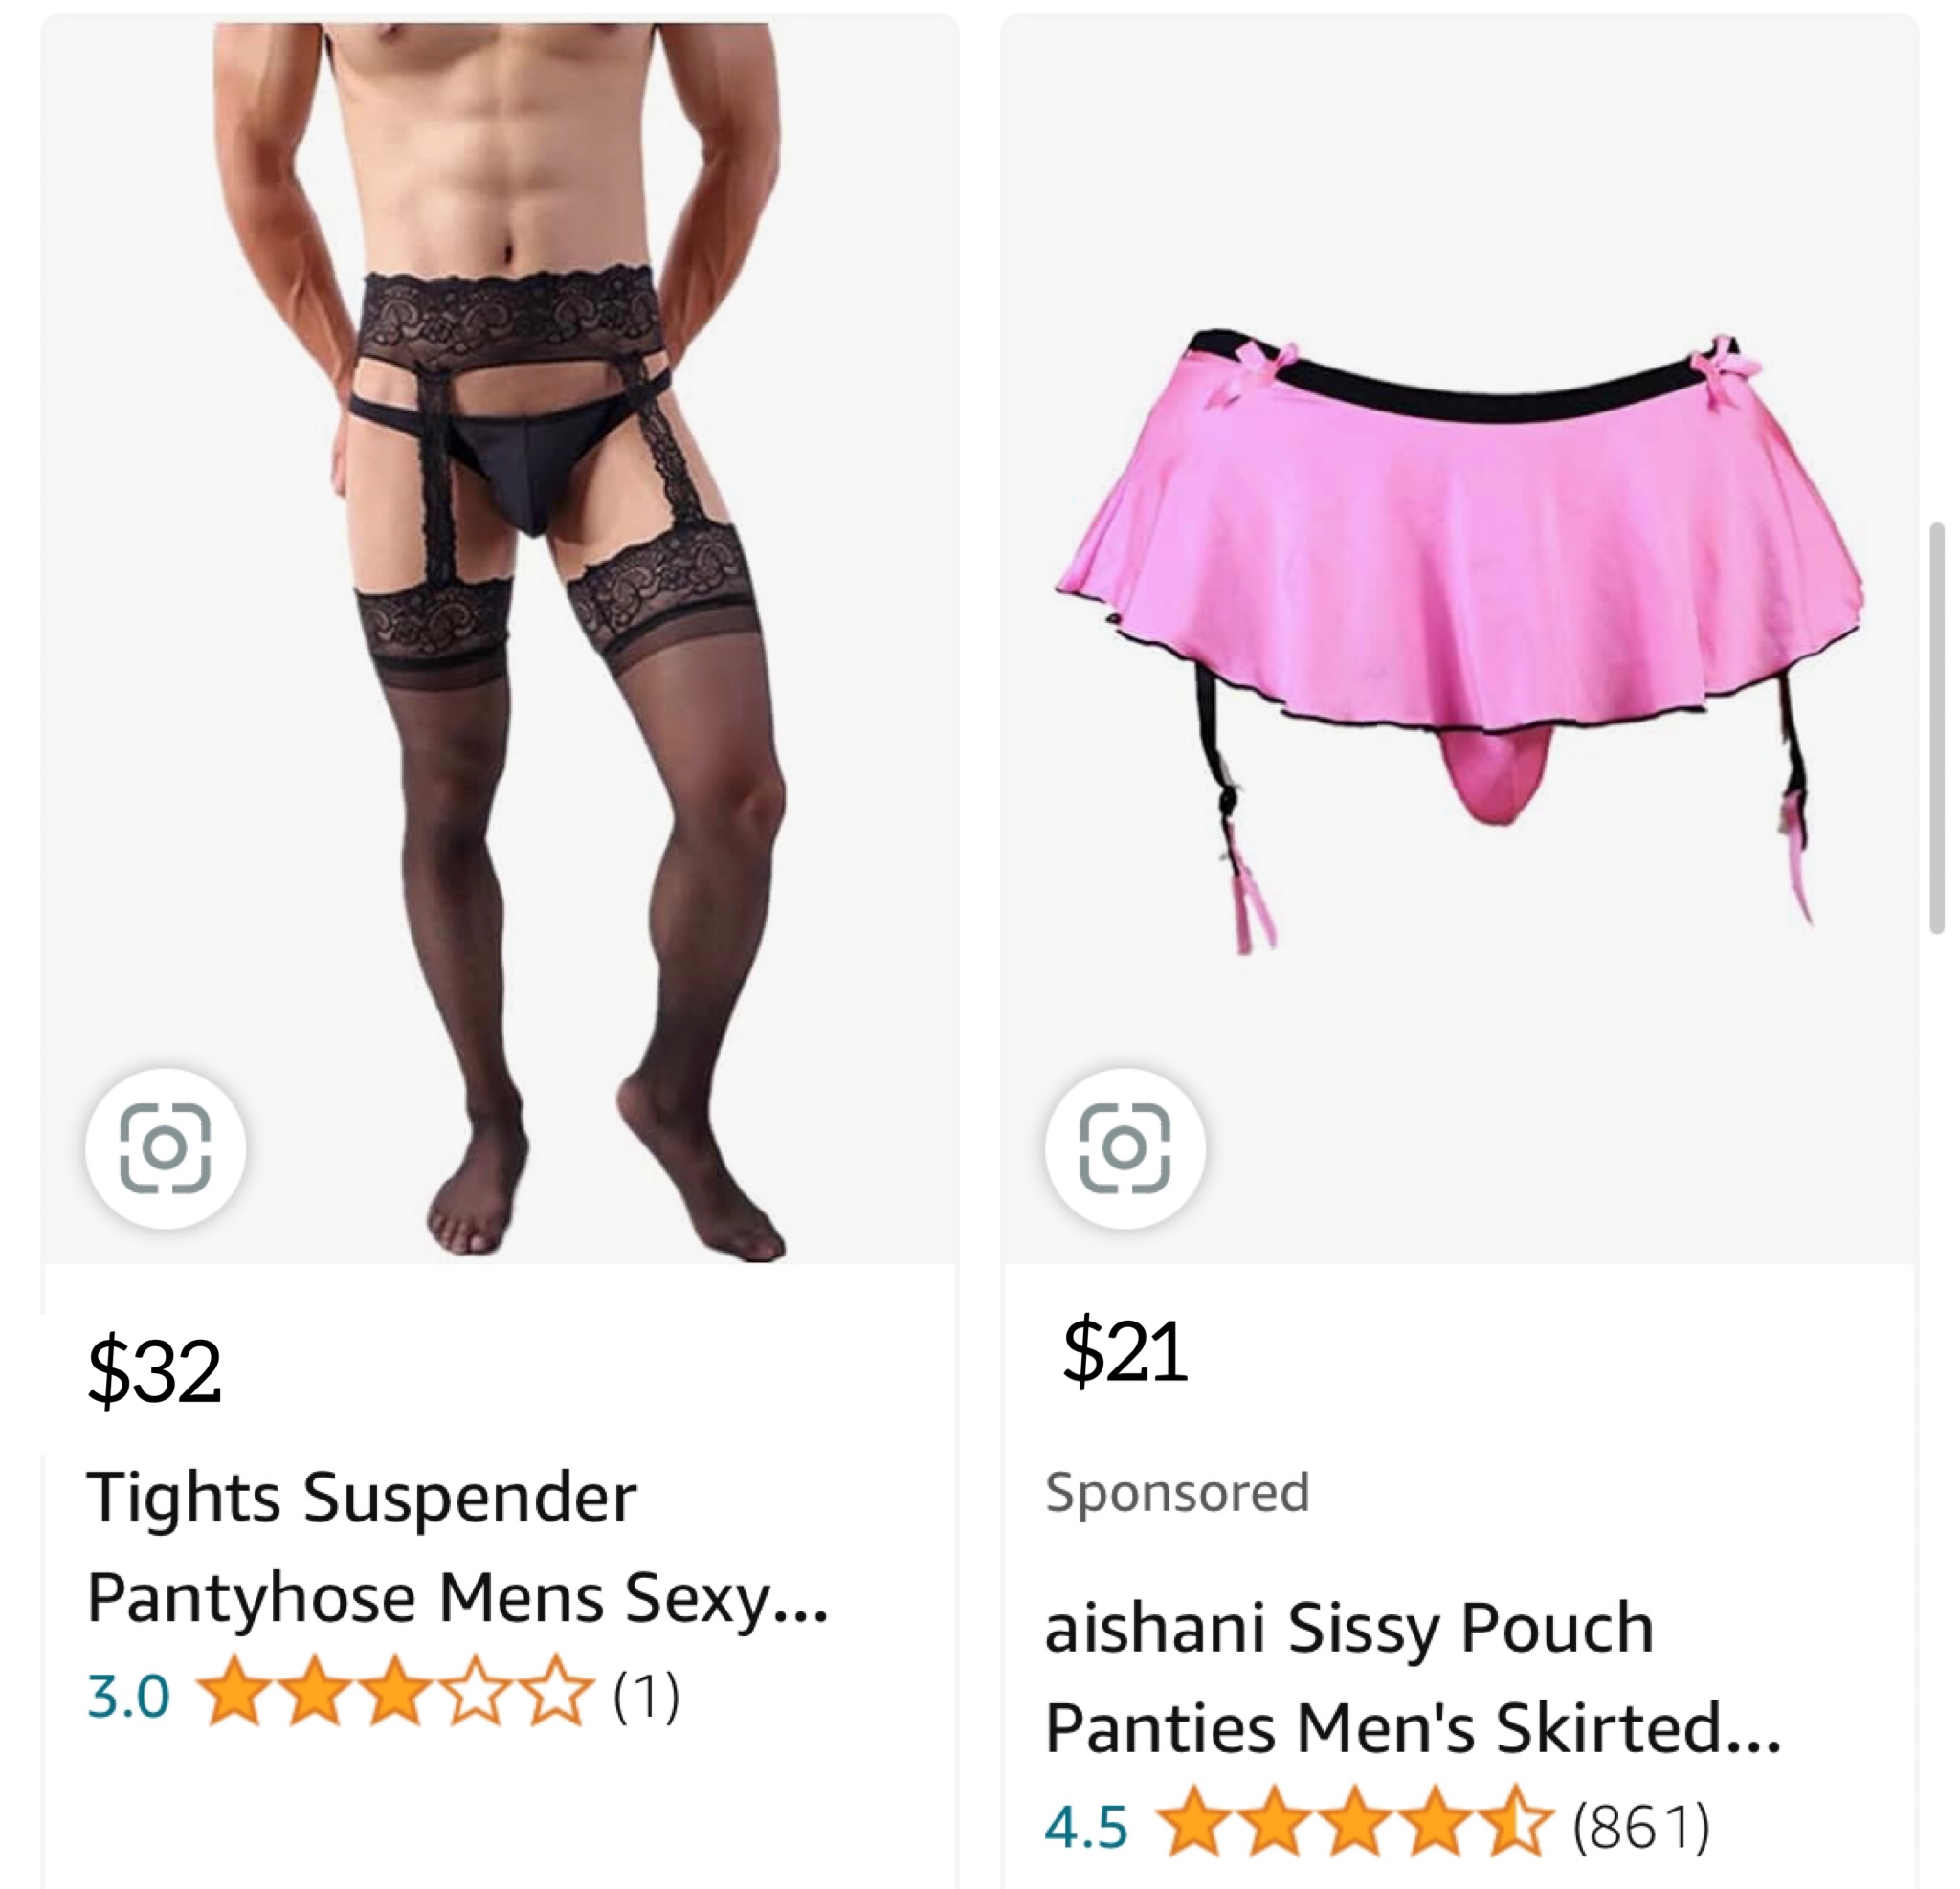 $32
Tights Suspender
Pantyhose Mens Sexy...
3.0 (1)
$21
Sponsored
aishani Sissy Pouch
Panties Men's Skirted...
4.5 (861)